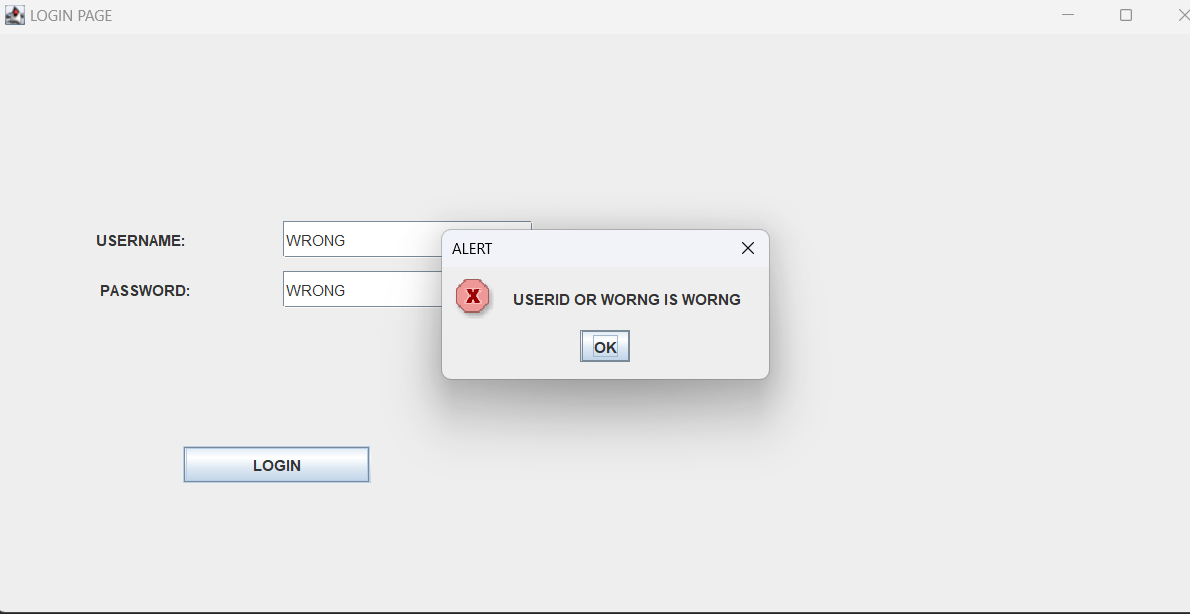 LOGIN PAGE
USERNAME: WRONG
ALERT
PASSWORD: WRONG
X
USERID OR WORNG IS WORNG
OK
LOGIN